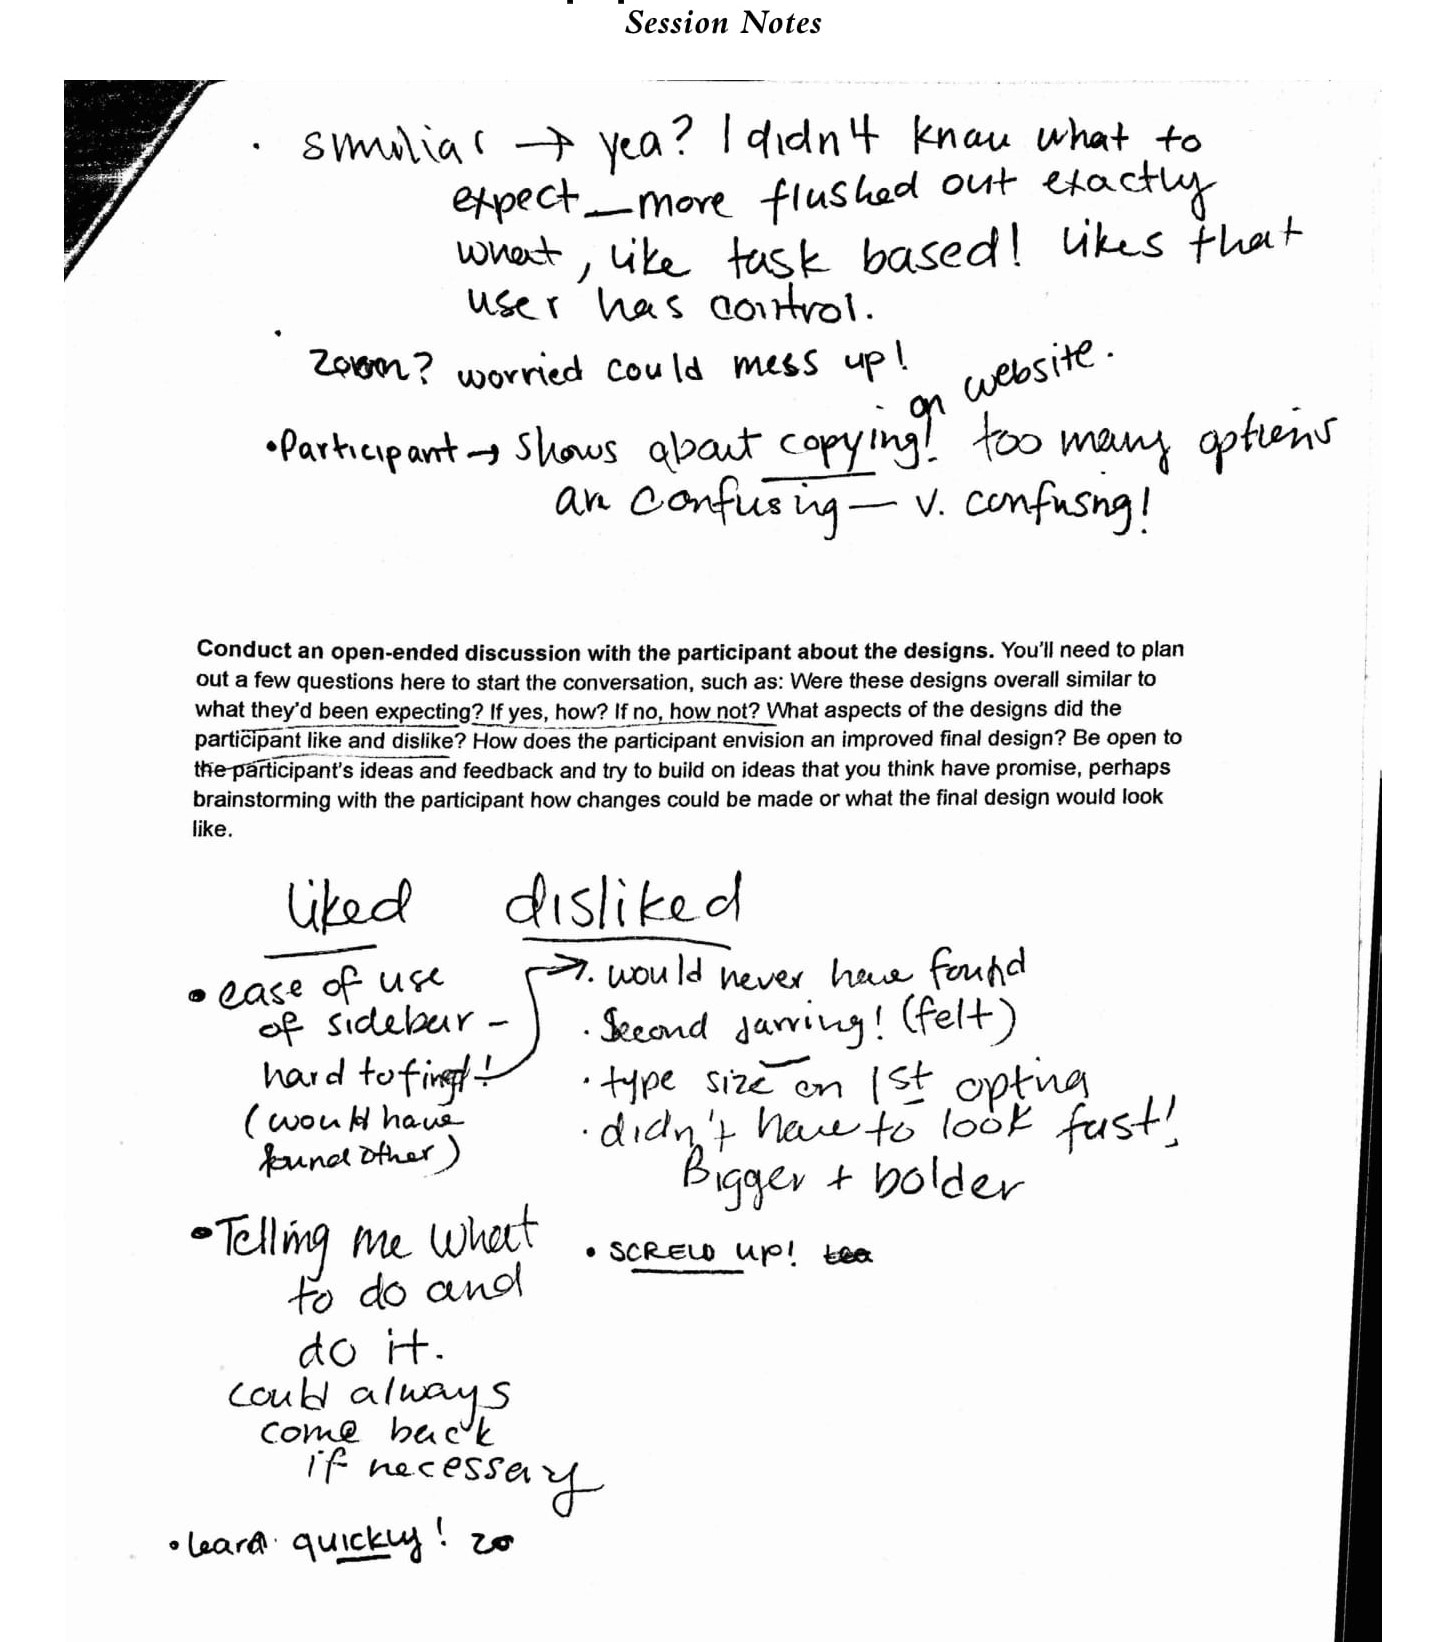 Session Notes
· simuliar → yea? I didn't know what to
expect — more flushed out exactly
what, like task based! likes that
user has control.
· Zoom? worried could mess up!
on website.
• Participant → shows about copying! too many options
an confusing — v. confusng!
Conduct an open-ended discussion with the participant about the designs. You'll need to plan
out a few questions here to start the conversation, such as: Were these designs overall similar to
what they'd been expecting? If yes, how? If no, how not? What aspects of the designs did the
participant like and dislike? How does the participant envision an improved final design? Be open to
the participant's ideas and feedback and try to build on ideas that you think have promise, perhaps
brainstorming with the participant how changes could be made or what the final design would look
like.
liked
• ease of use
of sidebar –
hard to find!
(would have
found other)
• Telling me what
to do and
do it.
could always
come back
if necessary
• learn quickly!
disliked
→ · would never have found
· Second jarring! (felt)
· type size on 1st option
· didn't have to look fast!
Bigger + bolder
• SCREW up!